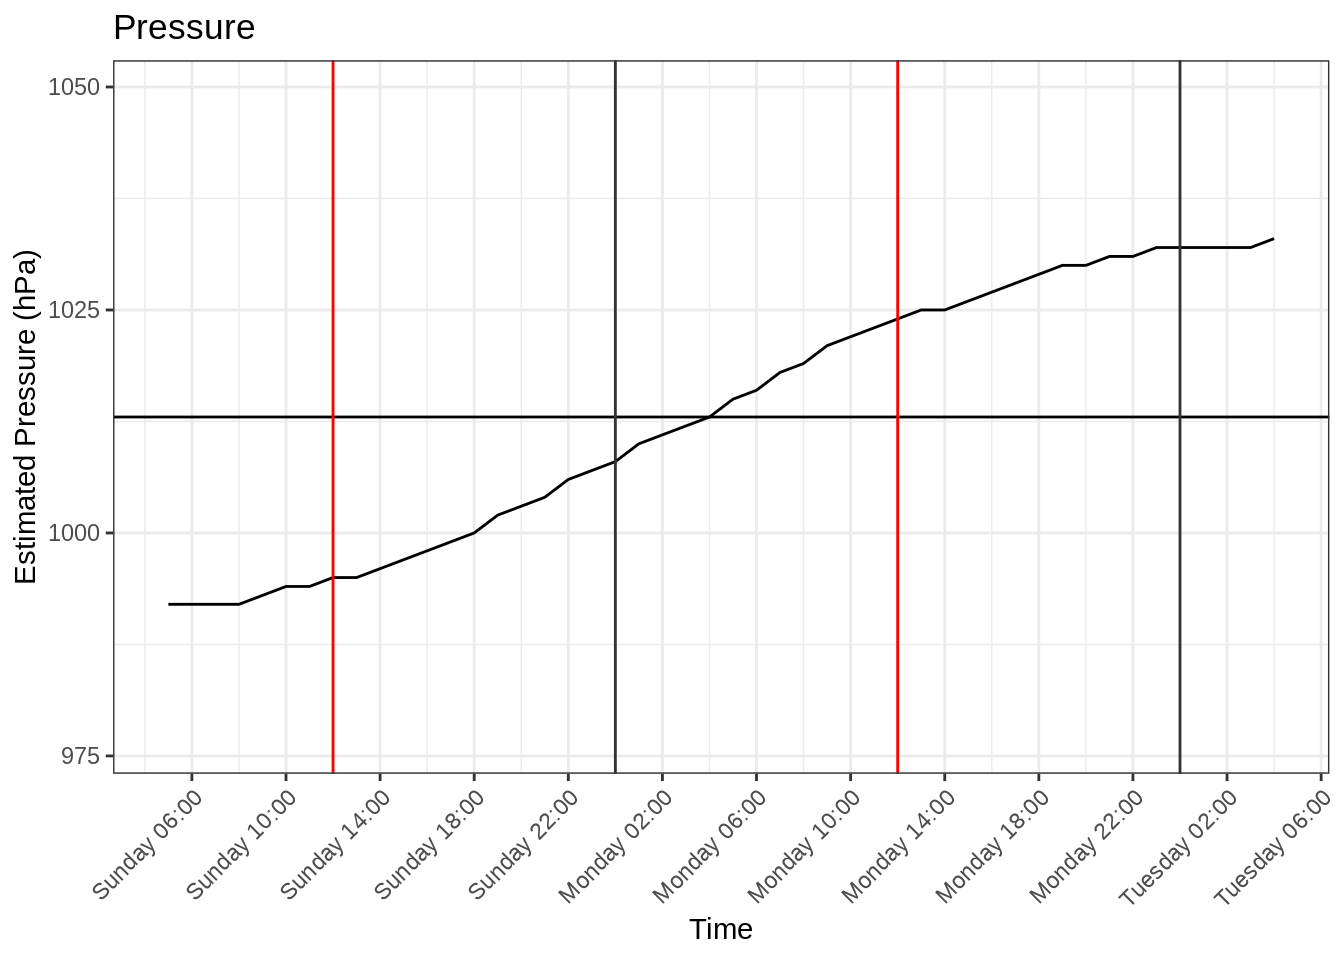 Pressure
Estimated Pressure (hPa)
1050
1025
1000
975
Sunday 06:00
Sunday 10:00
Sunday 14:00
Sunday 18:00
Sunday 22:00
Monday 02:00
Monday 06:00
Monday 10:00
Monday 14:00
Monday 18:00
Monday 22:00
Tuesday 02:00
Tuesday 06:00
Time